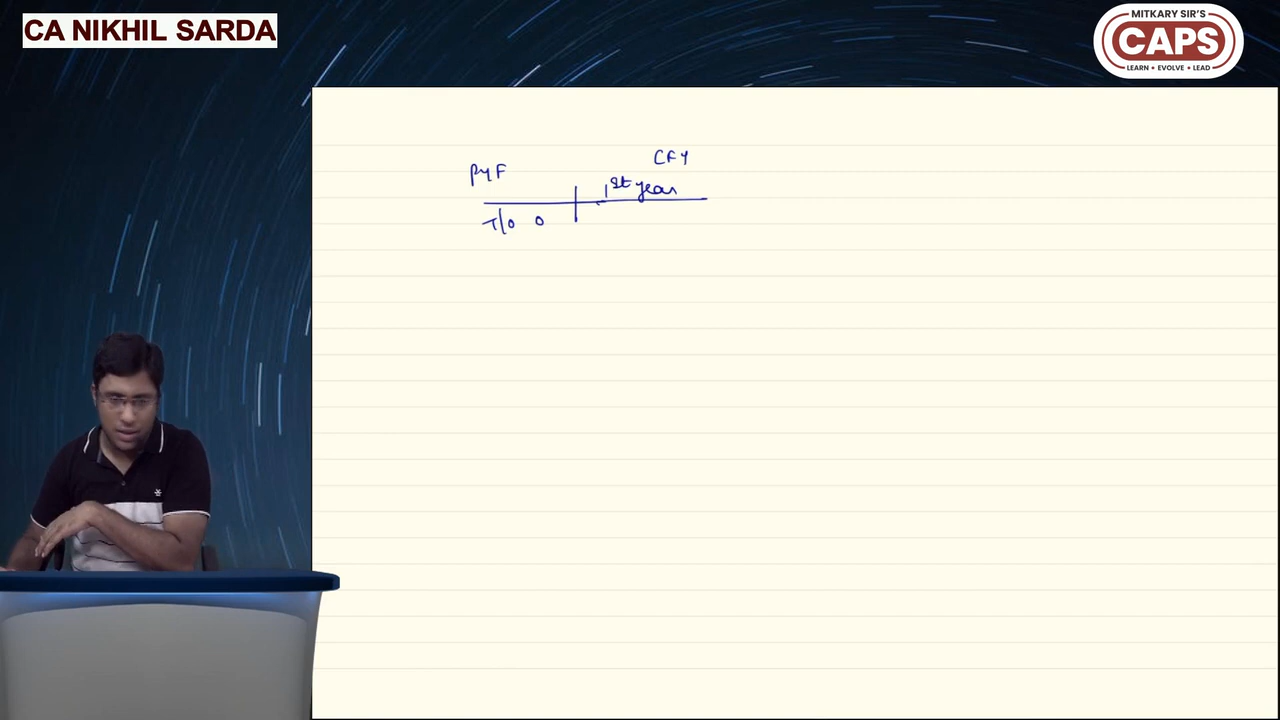 CA NIKHIL SARDA
MITKARY SIR'S
CAPS
LEARN • EVOLVE • LEAD
PYF
CFY
1st year
T/O 0